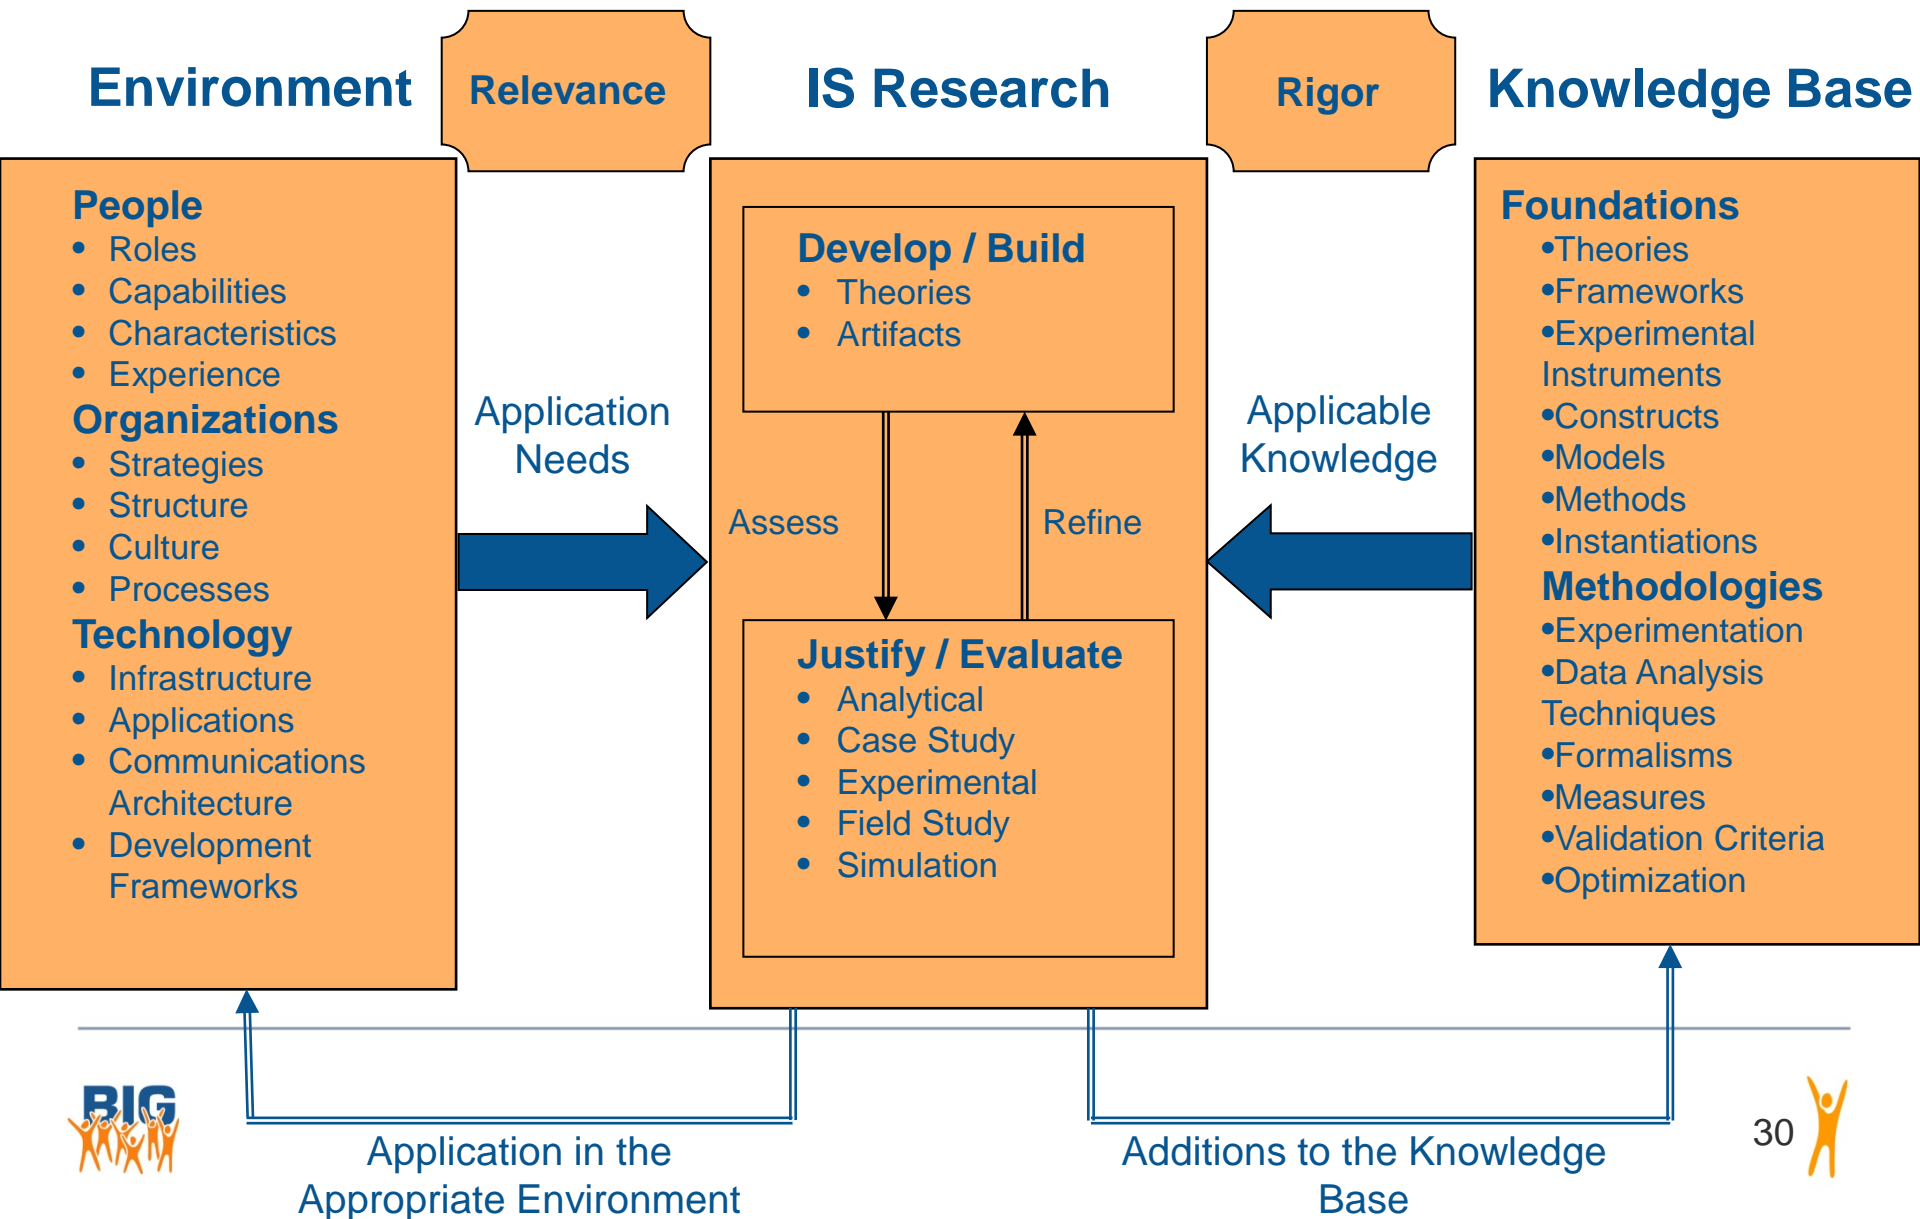 Environment
Relevance
IS Research
Rigor
Knowledge Base
People
• Roles
• Capabilities
• Characteristics
• Experience
Organizations
• Strategies
• Structure
• Culture
• Processes
Technology
• Infrastructure
• Applications
• Communications
Architecture
• Development
Frameworks
Application
Needs
Develop / Build
• Theories
• Artifacts
Assess
Refine
Justify / Evaluate
• Analytical
• Case Study
• Experimental
• Field Study
• Simulation
Applicable
Knowledge
Foundations
•Theories
•Frameworks
•Experimental
Instruments
•Constructs
•Models
•Methods
•Instantiations
Methodologies
•Experimentation
•Data Analysis
Techniques
•Formalisms
•Measures
•Validation Criteria
•Optimization
BIG
Application in the
Appropriate Environment
Additions to the Knowledge
Base
30